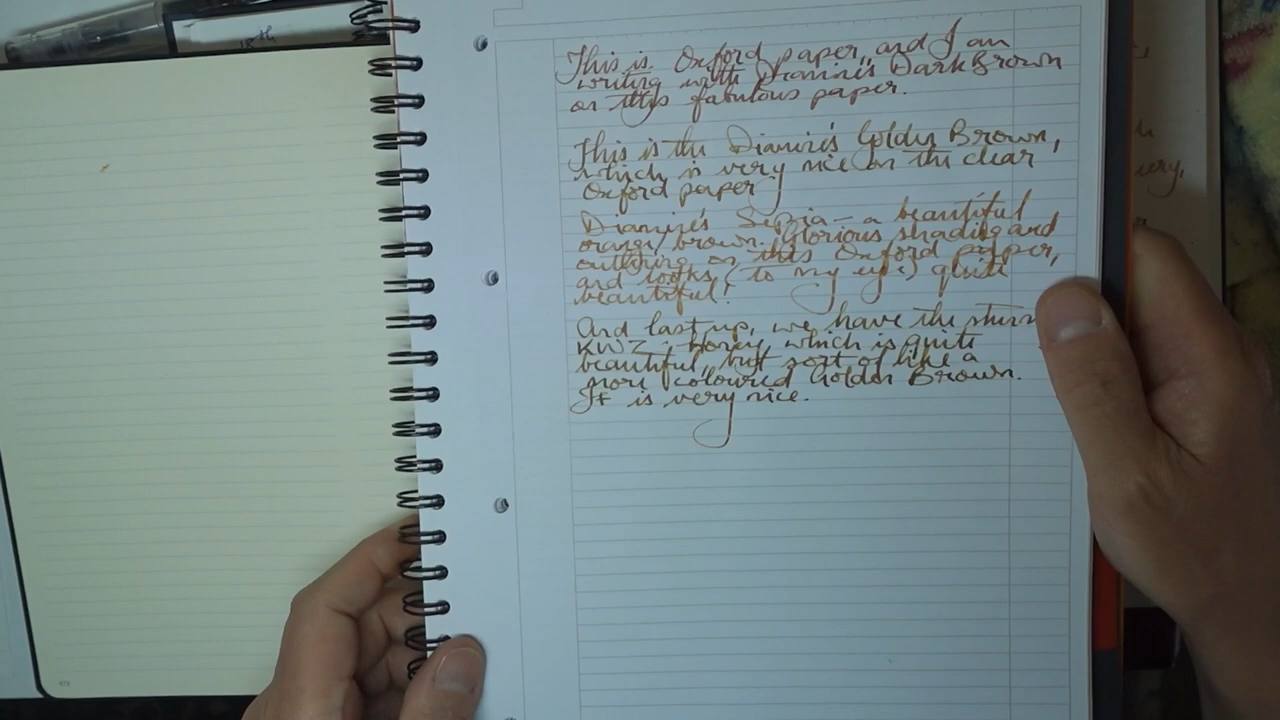 This is Oxford paper, and I am
writing with Diamine's Dark Brown
on this fabulous paper.
This is the Diamine's Golden Brown,
which is very nice on the clear
Oxford paper
Diamine's Sepia - a beautiful
orange/brown. Glorious shading and
outlining on this Oxford paper,
and looks (to my eye) quite
beautiful!
And last up, we have the
KWZ: Honey, which is quite
beautiful, but sort of like a
more coloured Golden Brown.
It is very nice.